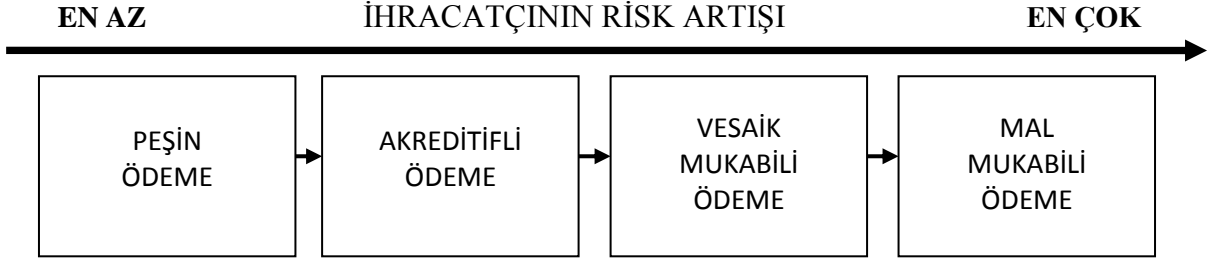 EN AZ İHRACATÇININ RİSK ARTIŞI EN ÇOK
PEŞİN
ÖDEME
AKREDİTİFLİ
ÖDEME
VESAİK
MUKABİLİ
ÖDEME
MAL
MUKABİLİ
ÖDEME